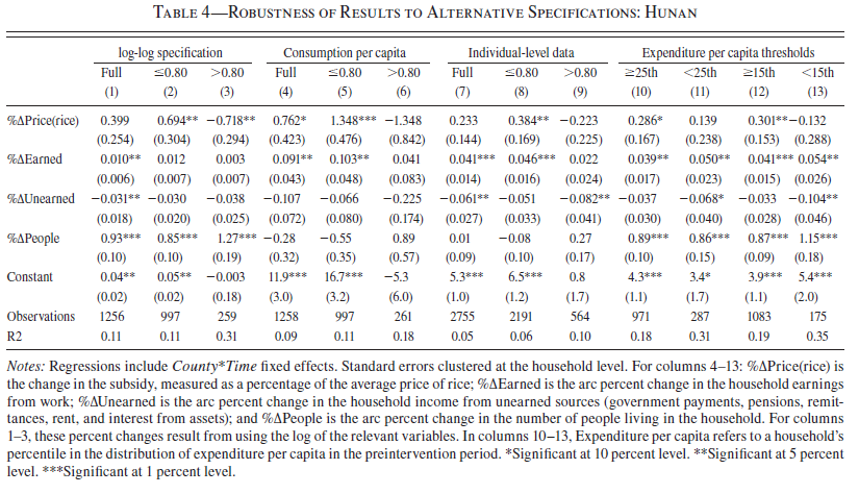 TABLE 4—ROBUSTNESS OF RESULTS TO ALTERNATIVE SPECIFICATIONS: HUNAN
log-log specification Consumption per capita Individual-level data Expenditure per capita thresholds
Full ≤0.80 >0.80 Full ≤0.80 >0.80 Full ≤0.80 >0.80 ≥25th <25th ≥15th <15th
(1) (2) (3) (4) (5) (6) (7) (8) (9) (10) (11) (12) (13)
%ΔPrice(rice) 0.399 0.694** −0.718** 0.762* 1.348*** −1.348 0.233 0.384** −0.223 0.286* 0.139 0.301** −0.132
(0.254) (0.304) (0.294) (0.423) (0.476) (0.842) (0.144) (0.169) (0.225) (0.167) (0.238) (0.153) (0.288)
%ΔEarned 0.010** 0.012 0.003 0.091** 0.103** 0.041 0.041*** 0.046*** 0.022 0.039** 0.050** 0.041*** 0.054**
(0.006) (0.007) (0.007) (0.043) (0.048) (0.083) (0.014) (0.016) (0.024) (0.017) (0.023) (0.015) (0.026)
%ΔUnearned −0.031** −0.030 −0.038 −0.107 −0.066 −0.225 −0.061** −0.051 −0.082** −0.037 −0.068* −0.033 −0.104**
(0.018) (0.020) (0.025) (0.072) (0.080) (0.174) (0.027) (0.033) (0.041) (0.030) (0.040) (0.028) (0.046)
%ΔPeople 0.93*** 0.85*** 1.27*** −0.28 −0.55 0.89 0.01 −0.08 0.27 0.89*** 0.86*** 0.87*** 1.15***
(0.10) (0.10) (0.19) (0.32) (0.35) (0.57) (0.09) (0.10) (0.17) (0.10) (0.15) (0.09) (0.18)
Constant 0.04** 0.05** −0.003 11.9*** 16.7*** −5.3 5.3*** 6.5*** 0.8 4.3*** 3.4* 3.9*** 5.4***
(0.02) (0.02) (0.18) (3.0) (3.2) (6.0) (1.0) (1.2) (1.7) (1.1) (1.7) (1.1) (2.0)
Observations 1256 997 259 1258 997 261 2755 2191 564 971 287 1083 175
R2 0.11 0.11 0.31 0.09 0.11 0.18 0.05 0.06 0.10 0.18 0.31 0.19 0.35
Notes: Regressions include County*Time fixed effects. Standard errors clustered at the household level. For columns 4–13: %ΔPrice(rice) is
the change in the subsidy, measured as a percentage of the average price of rice; %ΔEarned is the arc percent change in the household earnings
from work; %ΔUnearned is the arc percent change in the household income from unearned sources (government payments, pensions, remit-
tances, rent, and interest from assets); and %ΔPeople is the arc percent change in the number of people living in the household. For columns
1–3, these percent changes result from using the log of the relevant variables. In columns 10–13, Expenditure per capita refers to a household's
percentile in the distribution of expenditure per capita in the preintervention period. *Significant at 10 percent level. **Significant at 5 percent
level. ***Significant at 1 percent level.